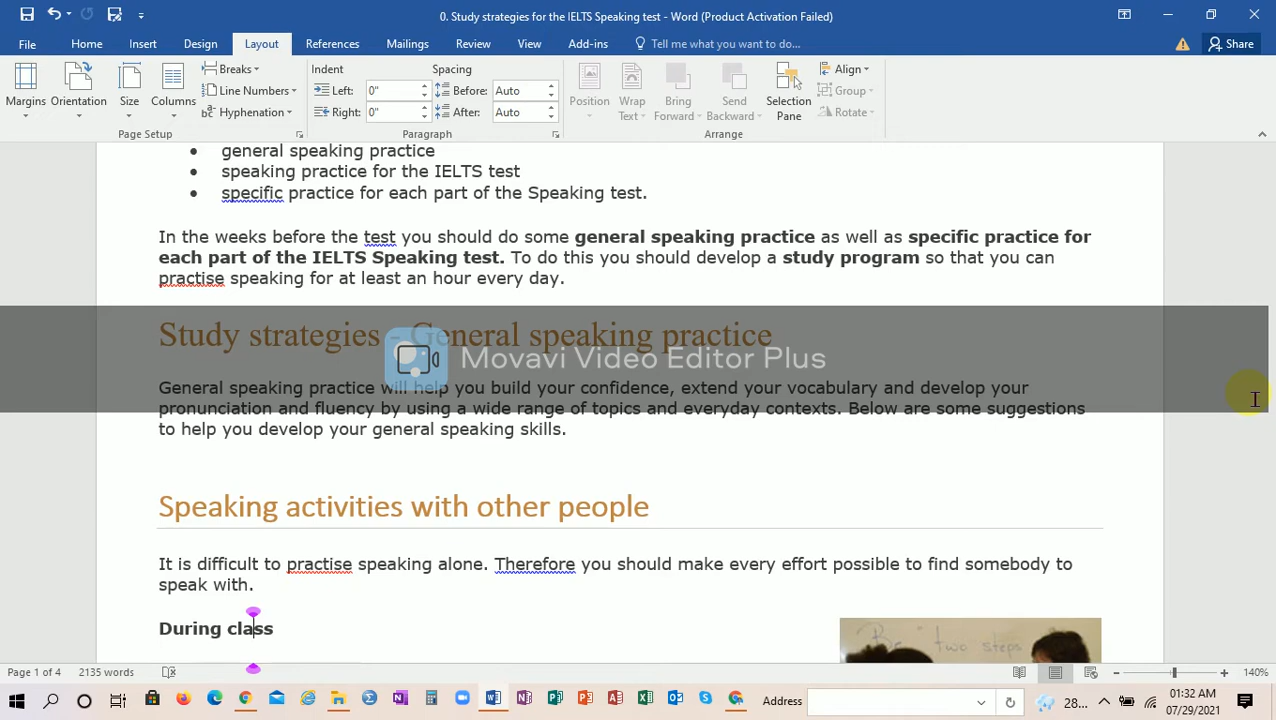 0. Study strategies for the IELTS Speaking test - Word (Product Activation Failed)
File Home Insert Design Layout References Mailings Review View Add-ins Tell me what you want to do... Share
Margins Orientation Size Columns
Breaks
Line Numbers
Hyphenation
Page Setup
Indent Spacing
Left: 0" Before: Auto
Right: 0" After: Auto
Paragraph
Position Wrap Text Bring Forward Send Backward Selection Pane
Align
Group
Rotate
Arrange
• general speaking practice
• speaking practice for the IELTS test
• specific practice for each part of the Speaking test.
In the weeks before the test you should do some general speaking practice as well as specific practice for
each part of the IELTS Speaking test. To do this you should develop a study program so that you can
practise speaking for at least an hour every day.
Study strategies - General speaking practice
Movavi Video Editor Plus
General speaking practice will help you build your confidence, extend your vocabulary and develop your
pronunciation and fluency by using a wide range of topics and everyday contexts. Below are some suggestions
to help you develop your general speaking skills.
Speaking activities with other people
It is difficult to practise speaking alone. Therefore you should make every effort possible to find somebody to
speak with.
During class
Be two steps
Page 1 of 4 2135 words 140%
Address 28... 01:32 AM
07/29/2021